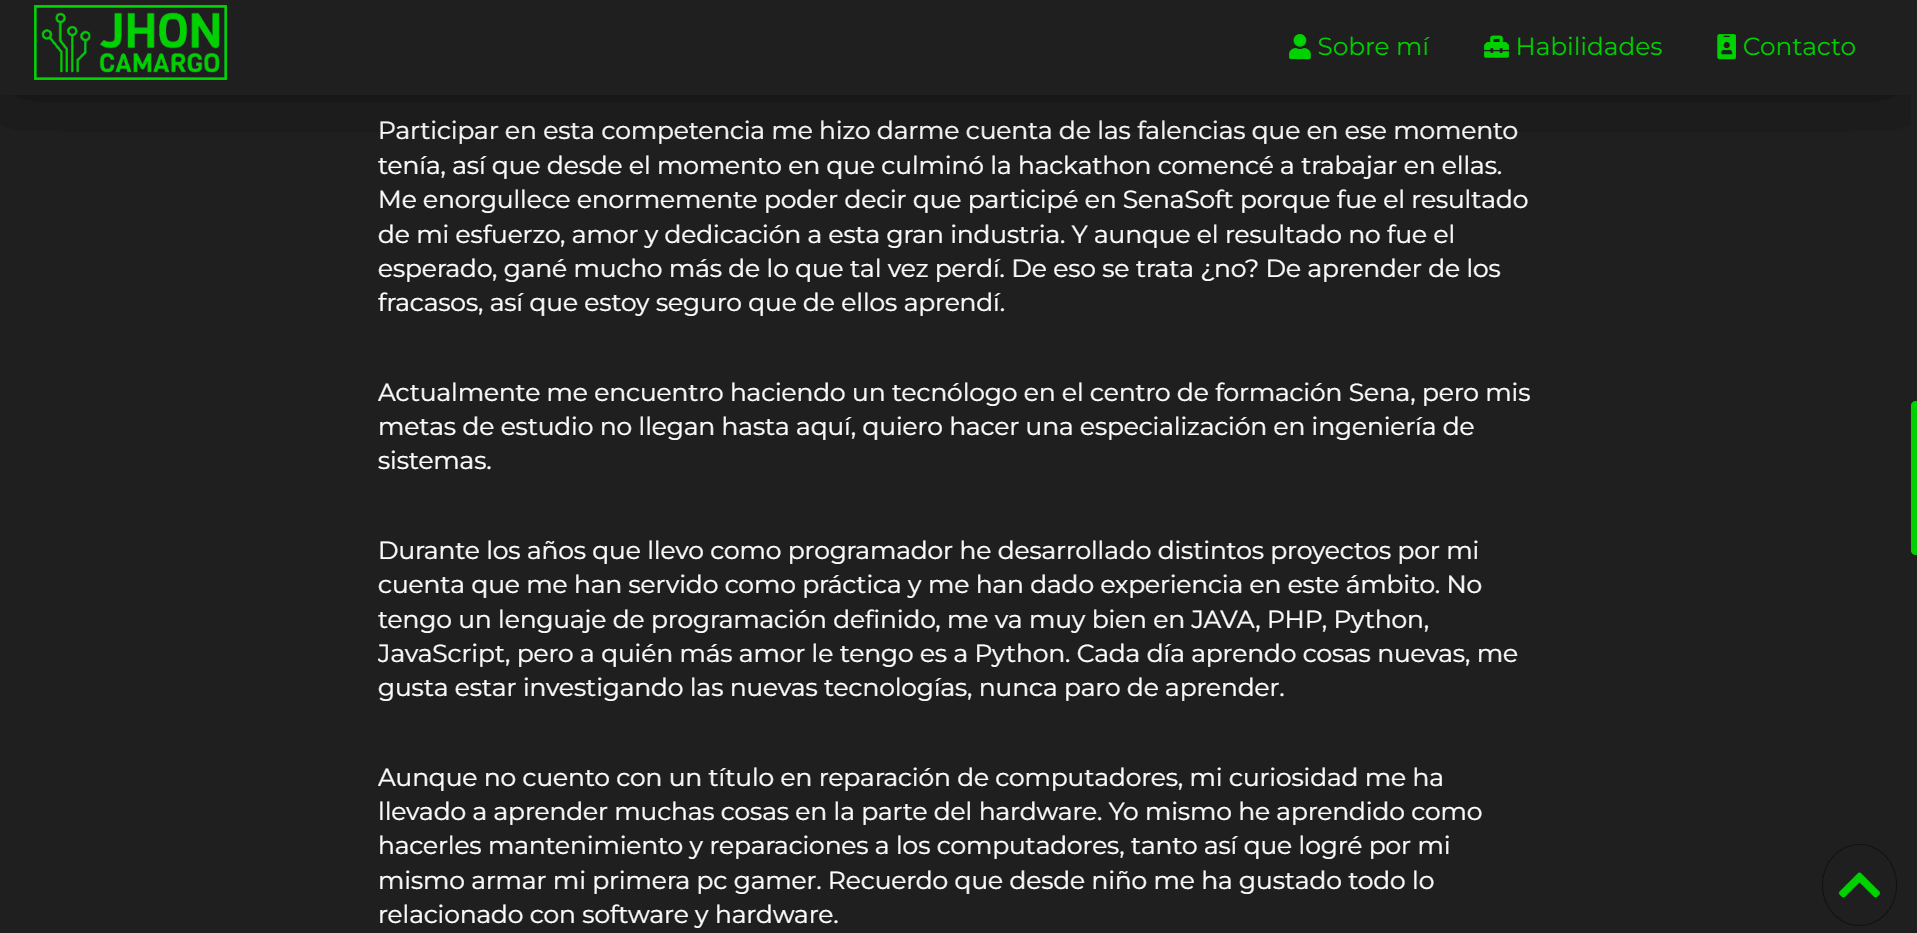 JHON
CAMARGO
Sobre mí
Habilidades
Contacto
Participar en esta competencia me hizo darme cuenta de las falencias que en ese momento
tenía, así que desde el momento en que culminó la hackathon comencé a trabajar en ellas.
Me enorgullece enormemente poder decir que participé en SenaSoft porque fue el resultado
de mi esfuerzo, amor y dedicación a esta gran industria. Y aunque el resultado no fue el
esperado, gané mucho más de lo que tal vez perdí. De eso se trata ¿no? De aprender de los
fracasos, así que estoy seguro que de ellos aprendí.
Actualmente me encuentro haciendo un tecnólogo en el centro de formación Sena, pero mis
metas de estudio no llegan hasta aquí, quiero hacer una especialización en ingeniería de
sistemas.
Durante los años que llevo como programador he desarrollado distintos proyectos por mi
cuenta que me han servido como práctica y me han dado experiencia en este ámbito. No
tengo un lenguaje de programación definido, me va muy bien en JAVA, PHP, Python,
JavaScript, pero a quién más amor le tengo es a Python. Cada día aprendo cosas nuevas, me
gusta estar investigando las nuevas tecnologías, nunca paro de aprender.
Aunque no cuento con un título en reparación de computadores, mi curiosidad me ha
llevado a aprender muchas cosas en la parte del hardware. Yo mismo he aprendido como
hacerles mantenimiento y reparaciones a los computadores, tanto así que logré por mi
mismo armar mi primera pc gamer. Recuerdo que desde niño me ha gustado todo lo
relacionado con software y hardware.